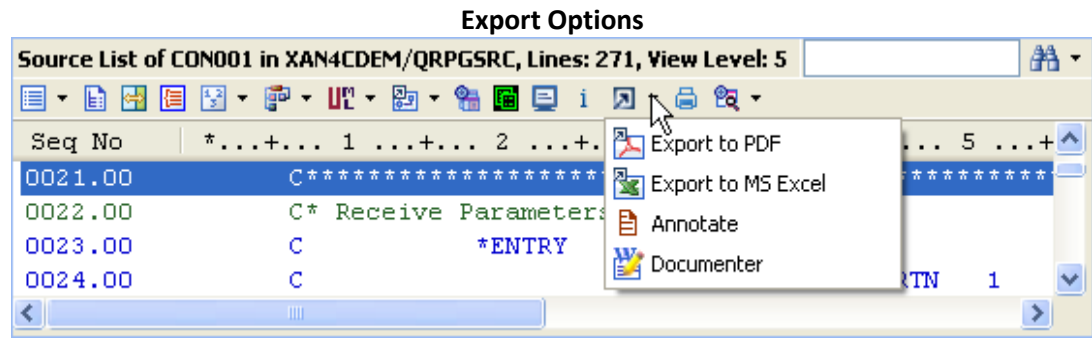 Export Options
Source List of CON001 in XAN4CDEM/QRPGSRC, Lines: 271, View Level: 5
Seq No *...+... 1 ...+... 2 ...+. ... 5 ...+
0021.00 C**********************
0022.00 C* Receive Parameters
0023.00 C *ENTRY
0024.00 C RTN 1
Export to PDF
Export to MS Excel
Annotate
Documenter